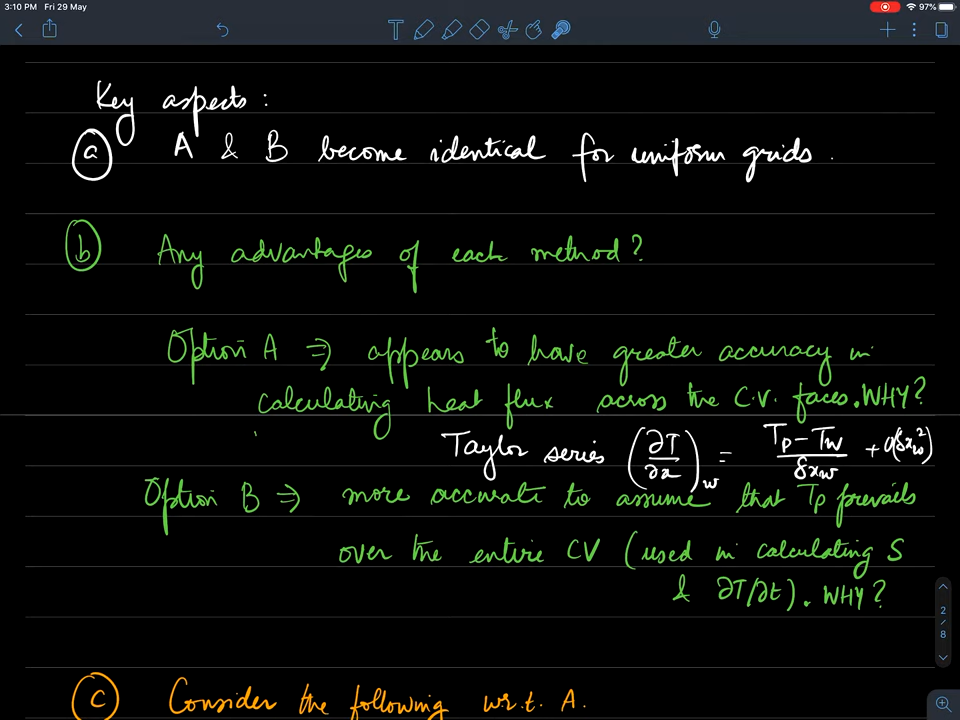 3:10 PM Fri 29 May
97%
Key aspects :
(a) A & B become identical for uniform grids .
(b) Any advantages of each method ?
Option A ⇒ appears to have greater accuracy in
calculating heat flux across the C.V. faces. WHY?
Taylor series (∂T/∂x)w = (TP − TW)/δxw + O(δxw²)
Option B ⇒ more accurate to assume that TP prevails
over the entire CV (used in calculating S
& ∂T/∂t). WHY?
2
/
8
(c) Consider the following w.r.t. A.